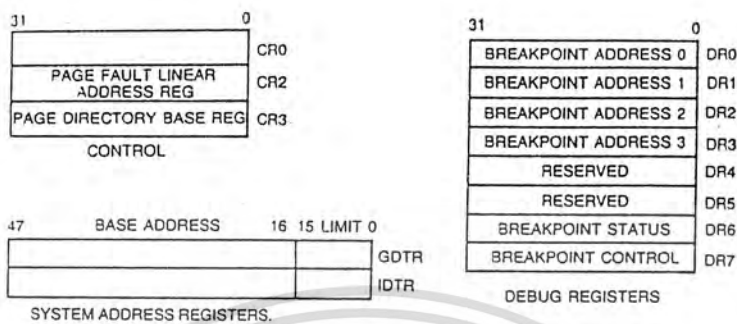 31 0
CR0
PAGE FAULT LINEAR
ADDRESS REG
CR2
PAGE DIRECTORY BASE REG
CR3
CONTROL
47 BASE ADDRESS 16 15 LIMIT 0
GDTR
IDTR
SYSTEM ADDRESS REGISTERS.
31 0
BREAKPOINT ADDRESS 0 DR0
BREAKPOINT ADDRESS 1 DR1
BREAKPOINT ADDRESS 2 DR2
BREAKPOINT ADDRESS 3 DR3
RESERVED DR4
RESERVED DR5
BREAKPOINT STATUS DR6
BREAKPOINT CONTROL DR7
DEBUG REGISTERS